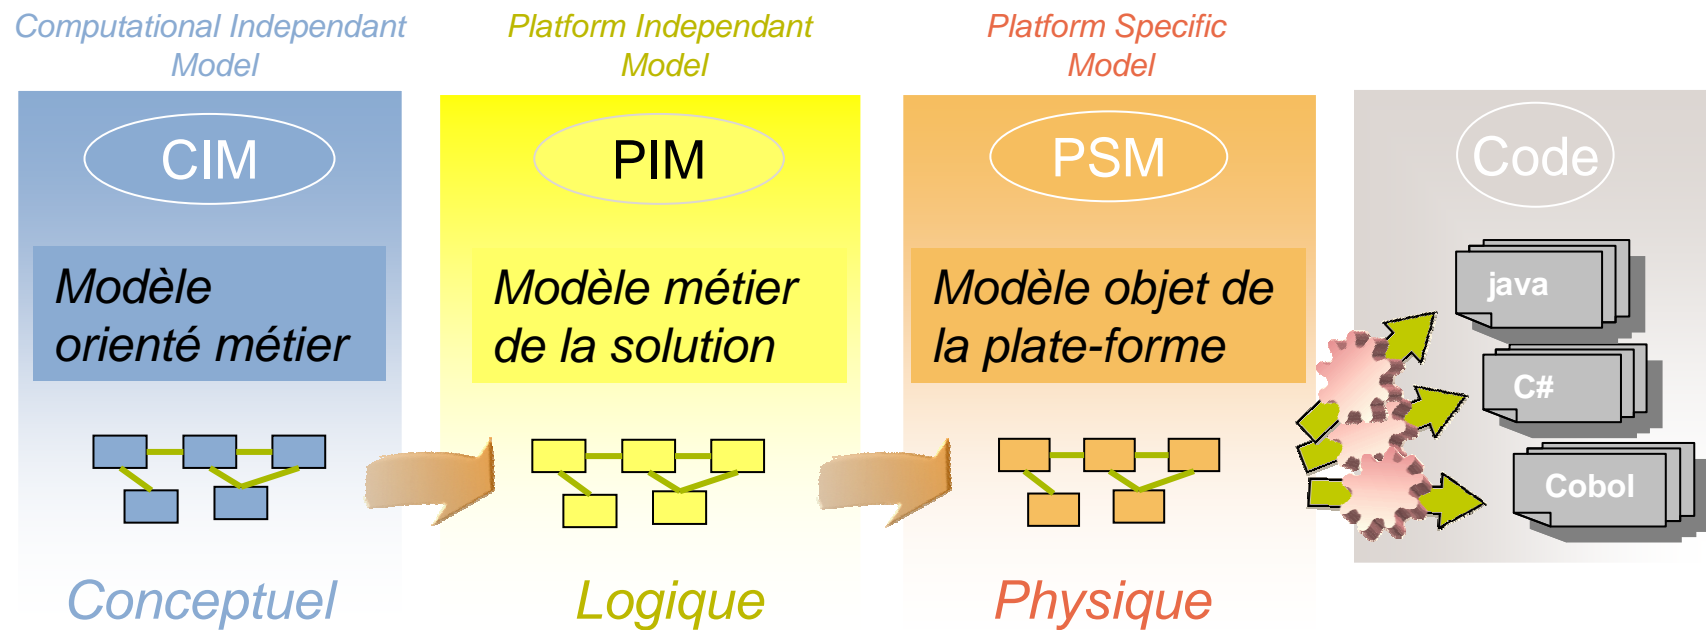 Computational Independant
Model
Platform Independant
Model
Platform Specific
Model
CIM
PIM
PSM
Code
Modèle
orienté métier
Modèle métier
de la solution
Modèle objet de
la plate-forme
java
C#
Cobol
Conceptuel
Logique
Physique